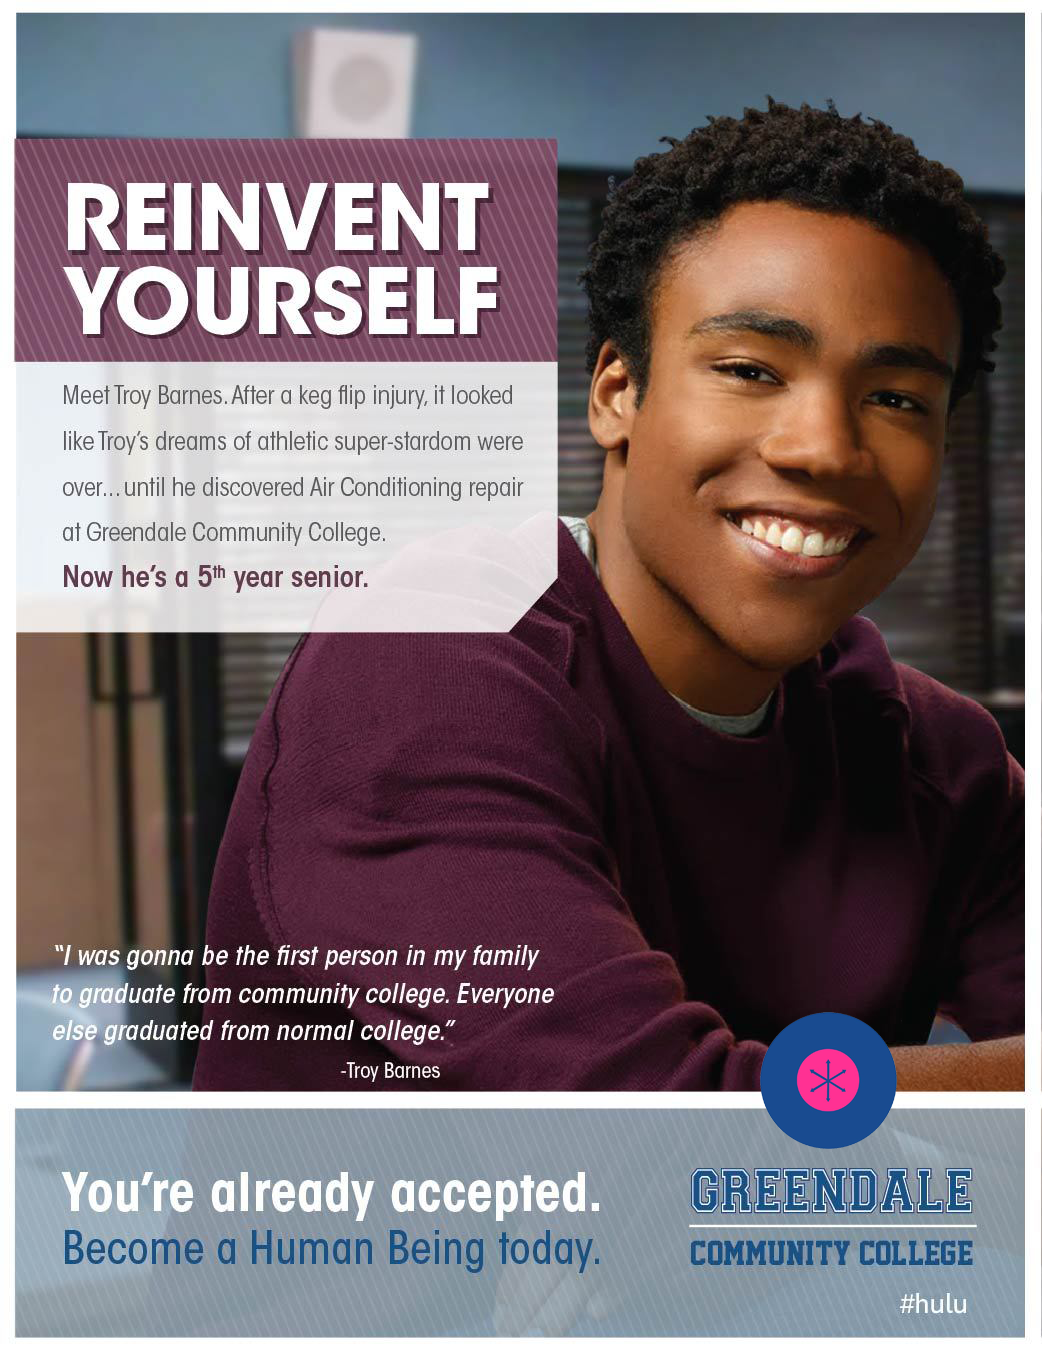 REINVENT
YOURSELF
Meet Troy Barnes. After a keg flip injury, it looked
like Troy's dreams of athletic super-stardom were
over... until he discovered Air Conditioning repair
at Greendale Community College.
Now he's a 5th year senior.
“I was gonna be the first person in my family
to graduate from community college. Everyone
else graduated from normal college.”
-Troy Barnes
You're already accepted.
Become a Human Being today.
GREENDALE
COMMUNITY COLLEGE
#hulu